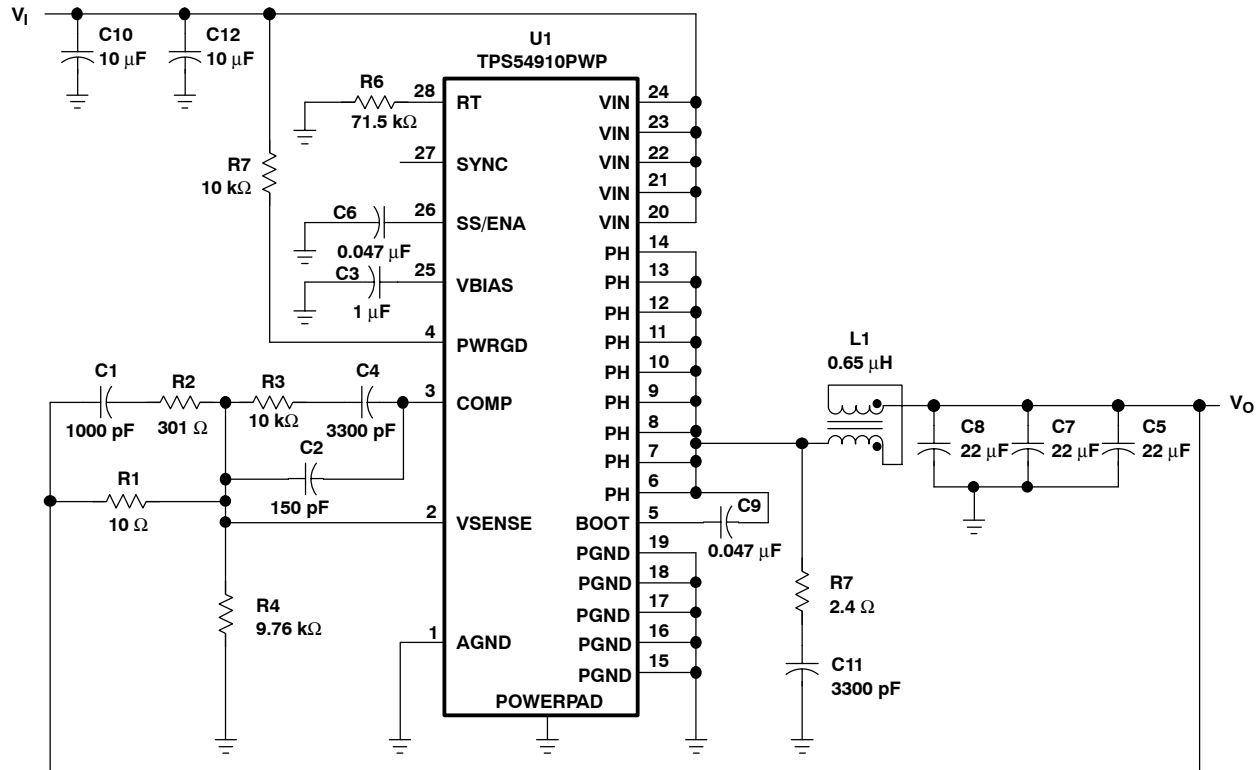 V_I
C10
10 μF
C12
10 μF
U1
TPS54910PWP
R6
71.5 kΩ
28
RT
27
SYNC
R7
10 kΩ
C6
0.047 μF
26
SS/ENA
C3
1 μF
25
VBIAS
4
PWRGD
C1
1000 pF
R2
301 Ω
R3
10 kΩ
C4
3300 pF
3
COMP
C2
150 pF
R1
10 Ω
2
VSENSE
R4
9.76 kΩ
1
AGND
POWERPAD
VIN
24
VIN
23
VIN
22
VIN
21
VIN
20
PH
14
PH
13
PH
12
PH
11
PH
10
PH
9
PH
8
PH
7
PH
6
BOOT
5
PGND
19
PGND
18
PGND
17
PGND
16
PGND
15
C9
0.047 μF
L1
0.65 μH
R7
2.4 Ω
C11
3300 pF
C8
22 μF
C7
22 μF
C5
22 μF
V_O